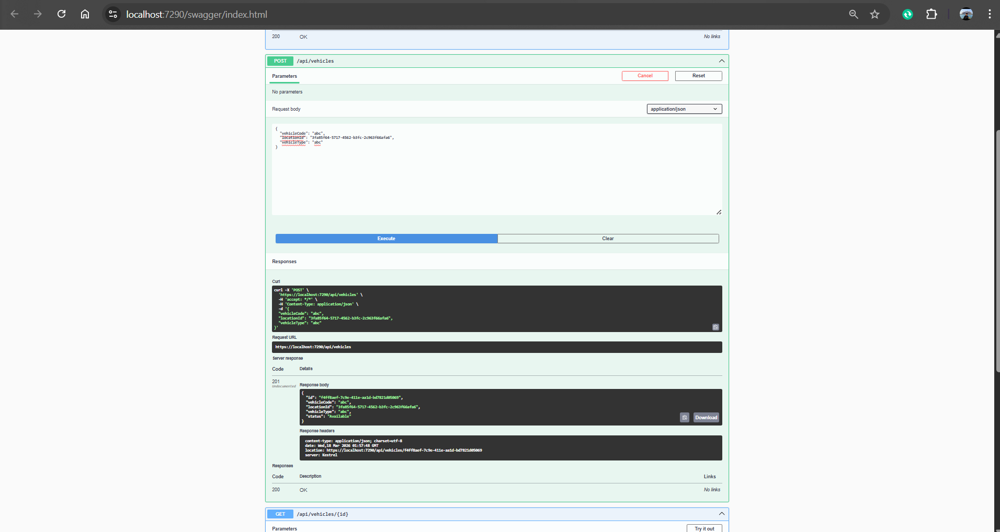 localhost:7290/swagger/index.html
200 OK No links
POST /api/vehicles
Parameters Cancel Reset
No parameters
Request body application/json
{
"vehicleCode": "abc",
"locationId": "3fa85f64-5717-4562-b3fc-2c963f66afa6",
"vehicleType": "abc"
}
Execute Clear
Responses
Curl
curl -X 'POST' \
'https://localhost:7290/api/vehicles' \
-H 'accept: */*' \
-H 'Content-Type: application/json' \
-d '{
"vehicleCode": "abc",
"locationId": "3fa85f64-5717-4562-b3fc-2c963f66afa6",
"vehicleType": "abc"
}'
Request URL
https://localhost:7290/api/vehicles
Server response
Code Details
201
Undocumented
Response body
{
"id": "f4ff8aef-7c9e-411e-aa1d-bd7821d05069",
"vehicleCode": "abc",
"locationId": "3fa85f64-5717-4562-b3fc-2c963f66afa6",
"vehicleType": "abc",
"status": "Available"
}
Download
Response headers
content-type: application/json; charset=utf-8
date: Wed,18 Mar 2026 01:57:48 GMT
location: https://localhost:7290/api/vehicles/f4ff8aef-7c9e-411e-aa1d-bd7821d05069
server: Kestrel
Responses
Code Description Links
200 OK No links
GET /api/vehicles/{id}
Parameters Try it out